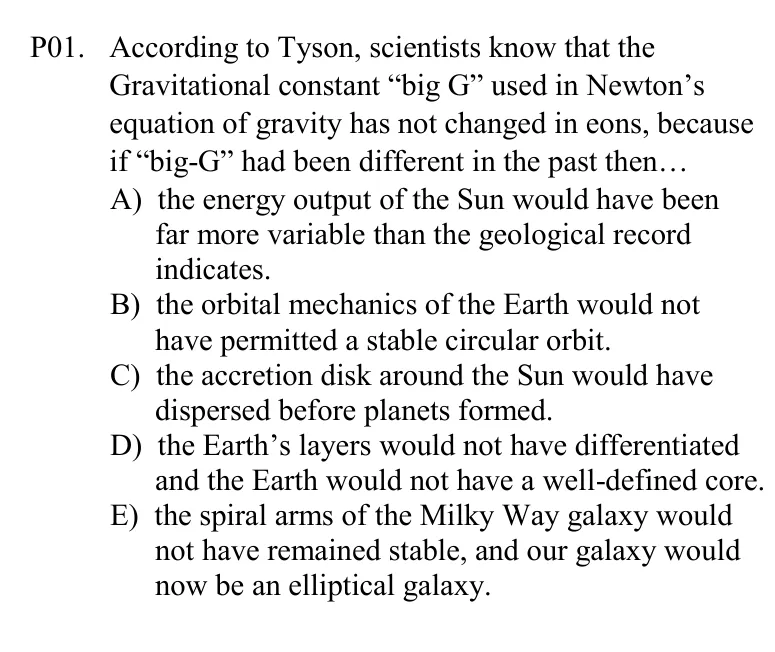 P01. According to Tyson, scientists know that the
Gravitational constant “big G” used in Newton’s
equation of gravity has not changed in eons, because
if “big-G” had been different in the past then…
A) the energy output of the Sun would have been
far more variable than the geological record
indicates.
B) the orbital mechanics of the Earth would not
have permitted a stable circular orbit.
C) the accretion disk around the Sun would have
dispersed before planets formed.
D) the Earth’s layers would not have differentiated
and the Earth would not have a well-defined core.
E) the spiral arms of the Milky Way galaxy would
not have remained stable, and our galaxy would
now be an elliptical galaxy.